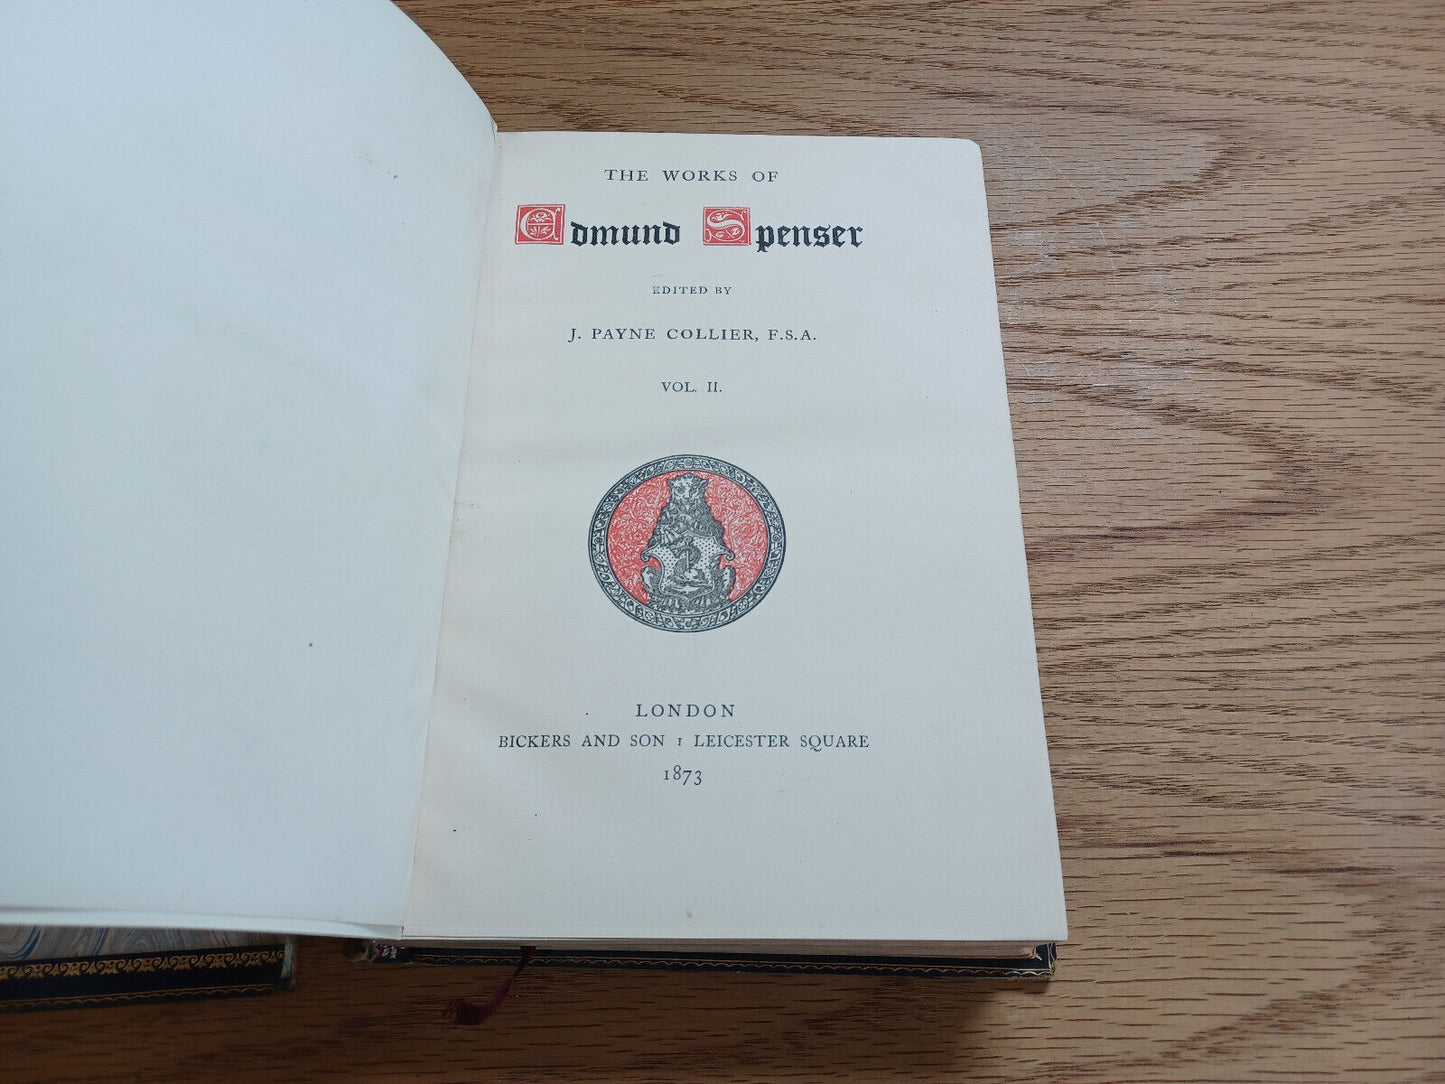 THE WORKS OF
Edmund Spenser
EDITED BY
J. PAYNE COLLIER, F.S.A.
VOL. II.
LONDON
BICKERS AND SON 1 LEICESTER SQUARE
1873